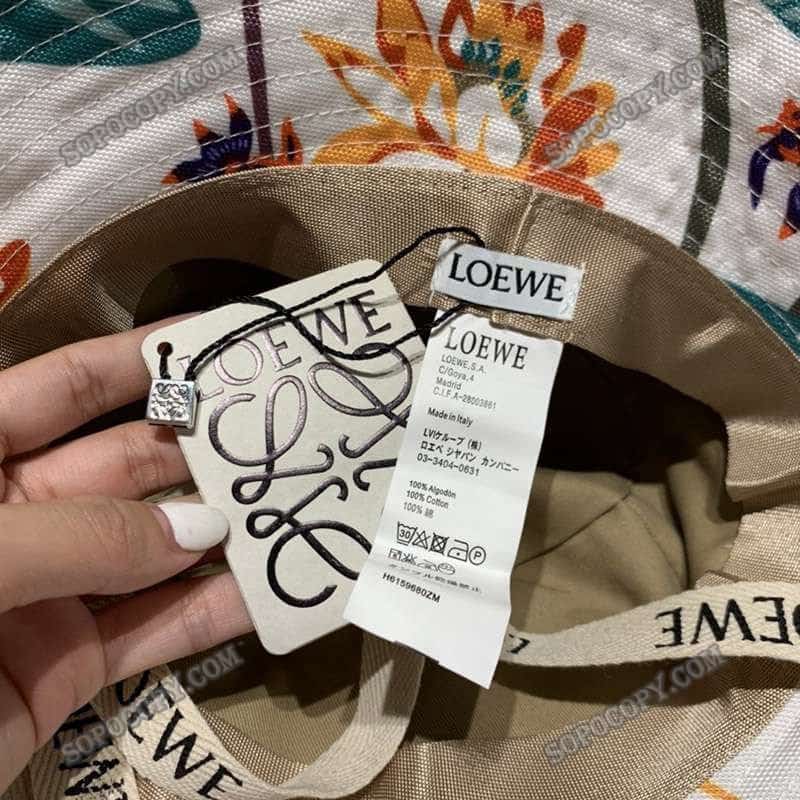 SOPOCOPY.COM
SOPOCOPY.COM
LOEWE
LOEWE
LOEWE
LOEWE.S.A.
C/Goya,4
Madrid
C.I.F.A-28003861
Made in Italy
LVJグループ (株)
ロエベ ジャパン カンパニー
03-3404-0631
100% Algodón
100% Cotton
100% 綿
30
P
H6159680ZM
LOEWE
LOEWE
SOPOCOPY.COM
SOPOCOPY.COM